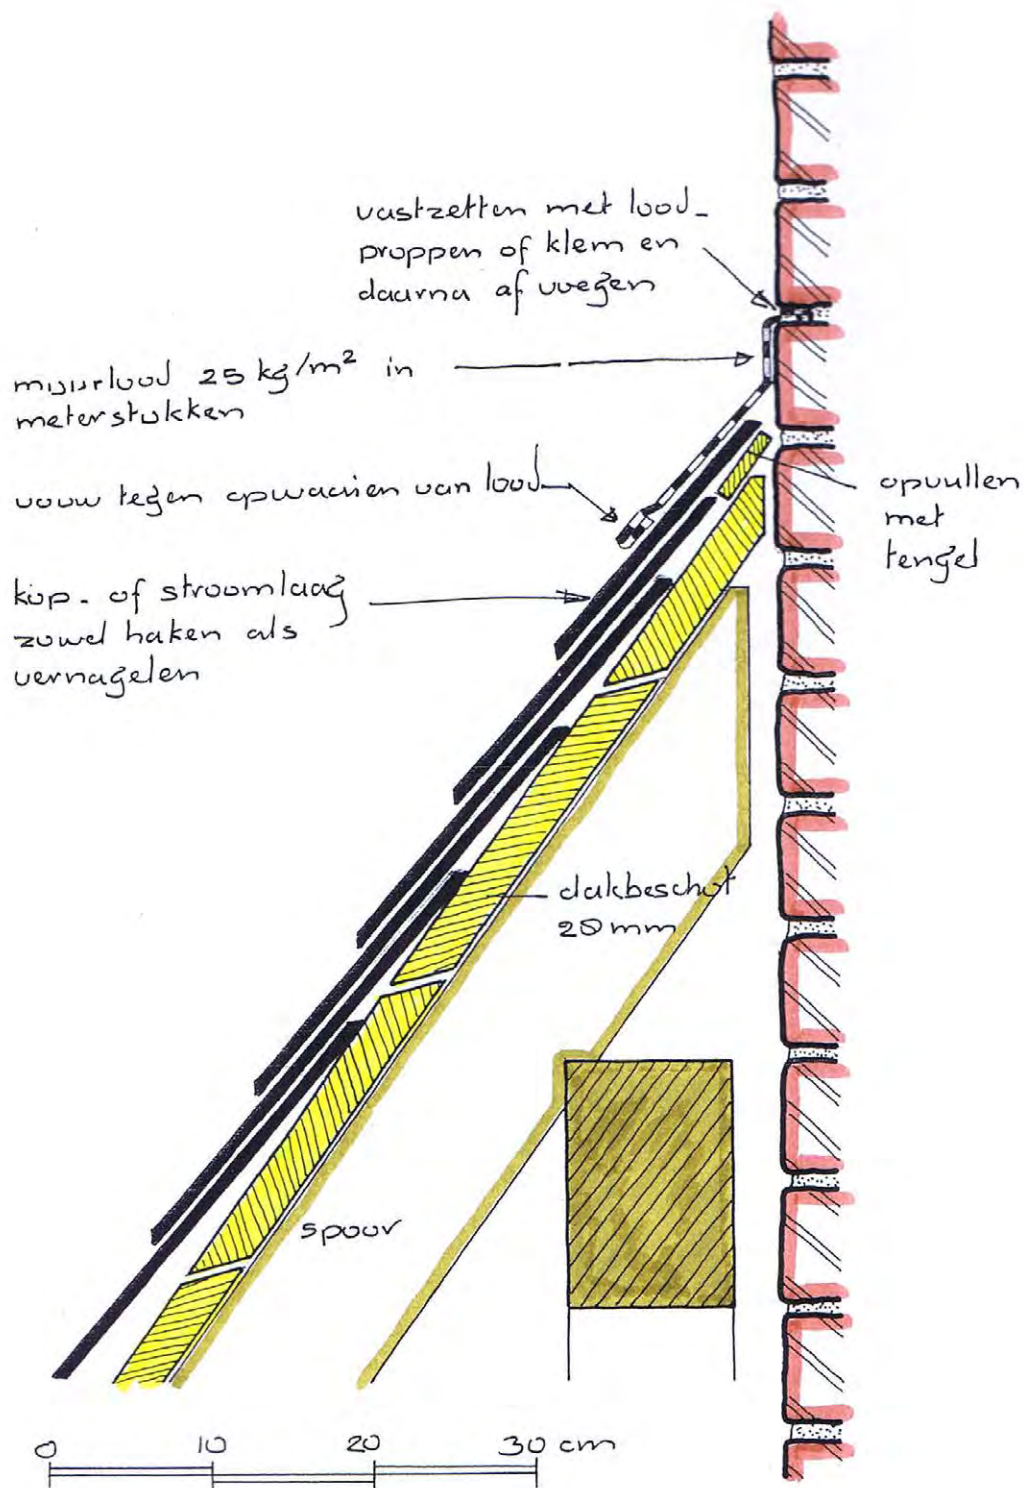 vastzetten met lood-
proppen of klem en
daarna af voegen
muurlood 25 kg/m² in
meterstukken
vouw tegen opwaaien van lood
kop- of stroomlaag
zowel haken als
vernagelen
opvullen
met
tengel
dakbeschot
20 mm
spoor
0 10 20 30 cm